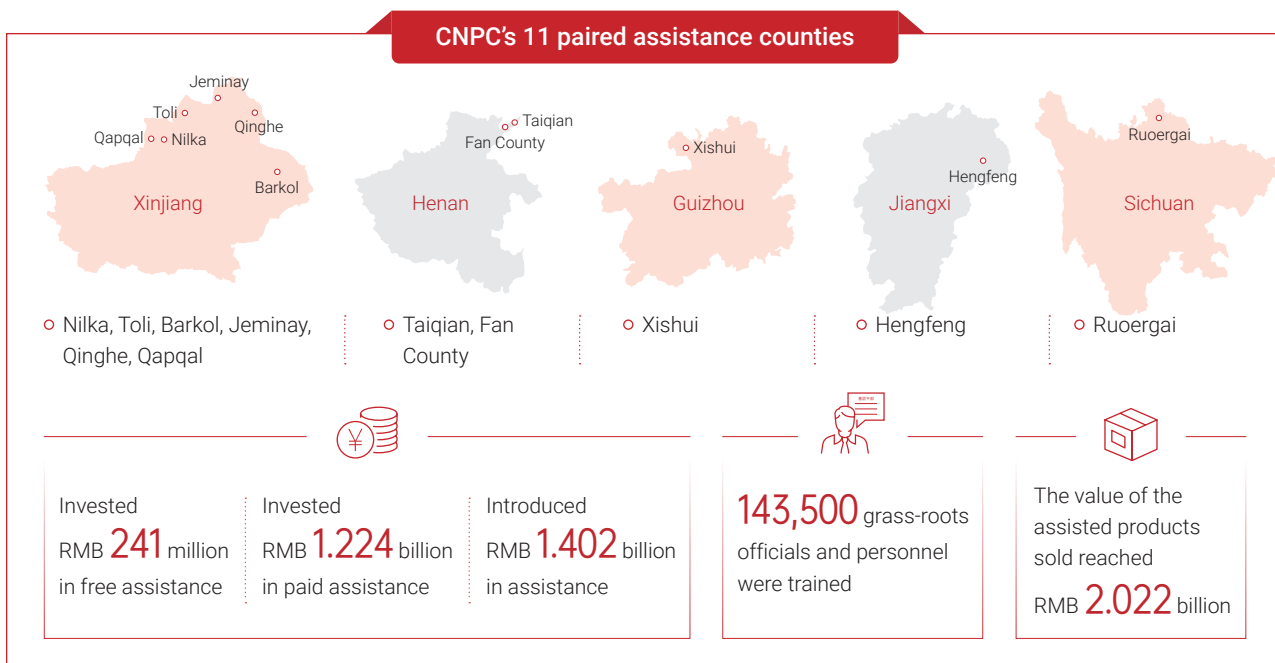 CNPC's 11 paired assistance counties
Jeminay
Toli
Qinghe
Qapqal
Nilka
Barkol
Xinjiang
Taiqian
Fan County
Henan
Xishui
Guizhou
Hengfeng
Jiangxi
Ruoergai
Sichuan
Nilka, Toli, Barkol, Jeminay,
Qinghe, Qapqal
Taiqian, Fan
County
Xishui
Hengfeng
Ruoergai
¥
Invested
RMB 241 million
in free assistance
Invested
RMB 1.224 billion
in paid assistance
Introduced
RMB 1.402 billion
in assistance
143,500 grass-roots
officials and personnel
were trained
The value of the
assisted products
sold reached
RMB 2.022 billion